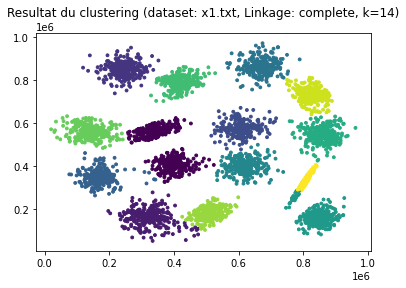 Resultat du clustering (dataset: x1.txt, Linkage: complete, k=14)
1e6
1.0
0.8
0.6
0.4
0.2
0.0 0.2 0.4 0.6 0.8 1.0
1e6